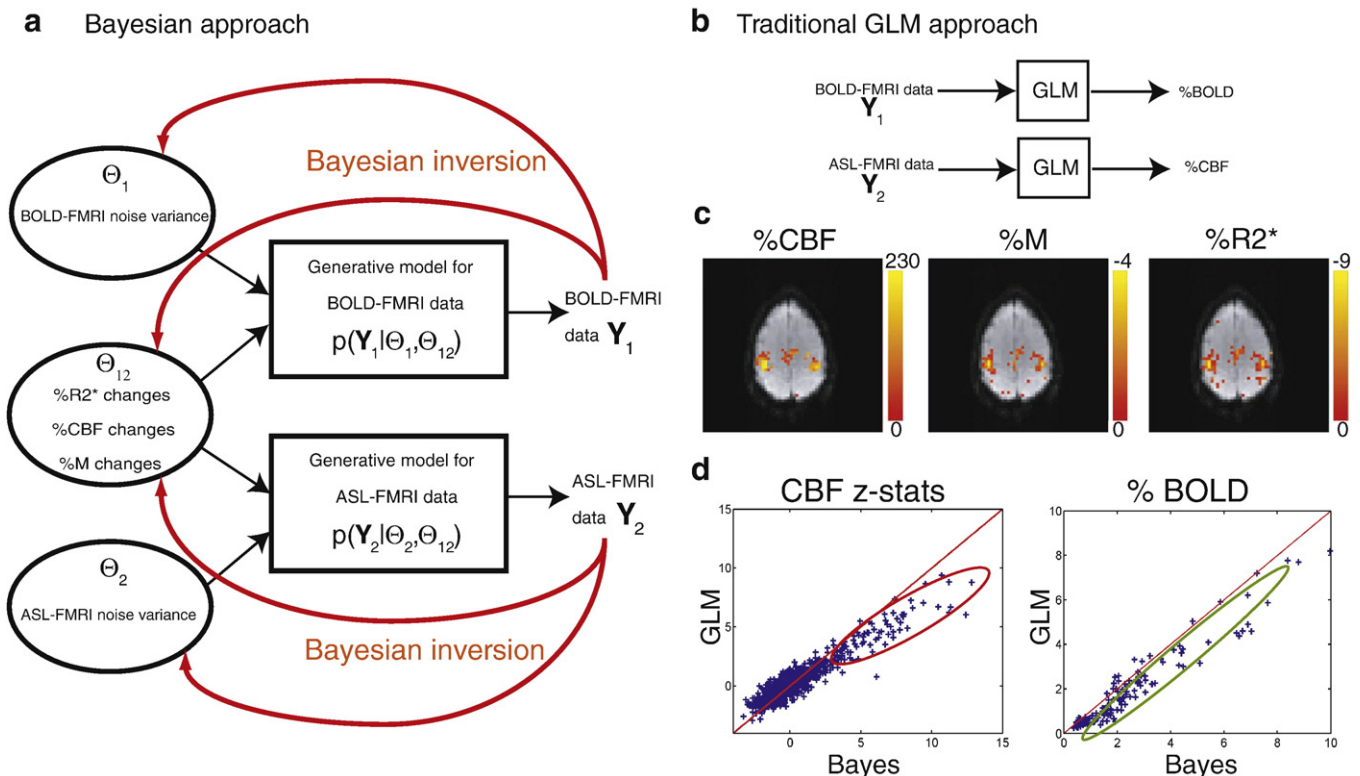 a Bayesian approach
Bayesian inversion
Θ1
BOLD-FMRI noise variance
Generative model for
BOLD-FMRI data
p(Y1|Θ1,Θ12)
BOLD-FMRI
data Y1
Θ12
%R2* changes
%CBF changes
%M changes
Generative model for
ASL-FMRI data
p(Y2|Θ2,Θ12)
ASL-FMRI
data Y2
Θ2
ASL-FMRI noise variance
Bayesian inversion
b Traditional GLM approach
BOLD-FMRI data
Y1
GLM
%BOLD
ASL-FMRI data
Y2
GLM
%CBF
c
%CBF
230
0
%M
-4
0
%R2*
-9
0
d
CBF z-stats
GLM
15
10
5
0
0 5 10 15
Bayes
% BOLD
GLM
10
8
6
4
2
0
0 2 4 6 8 10
Bayes